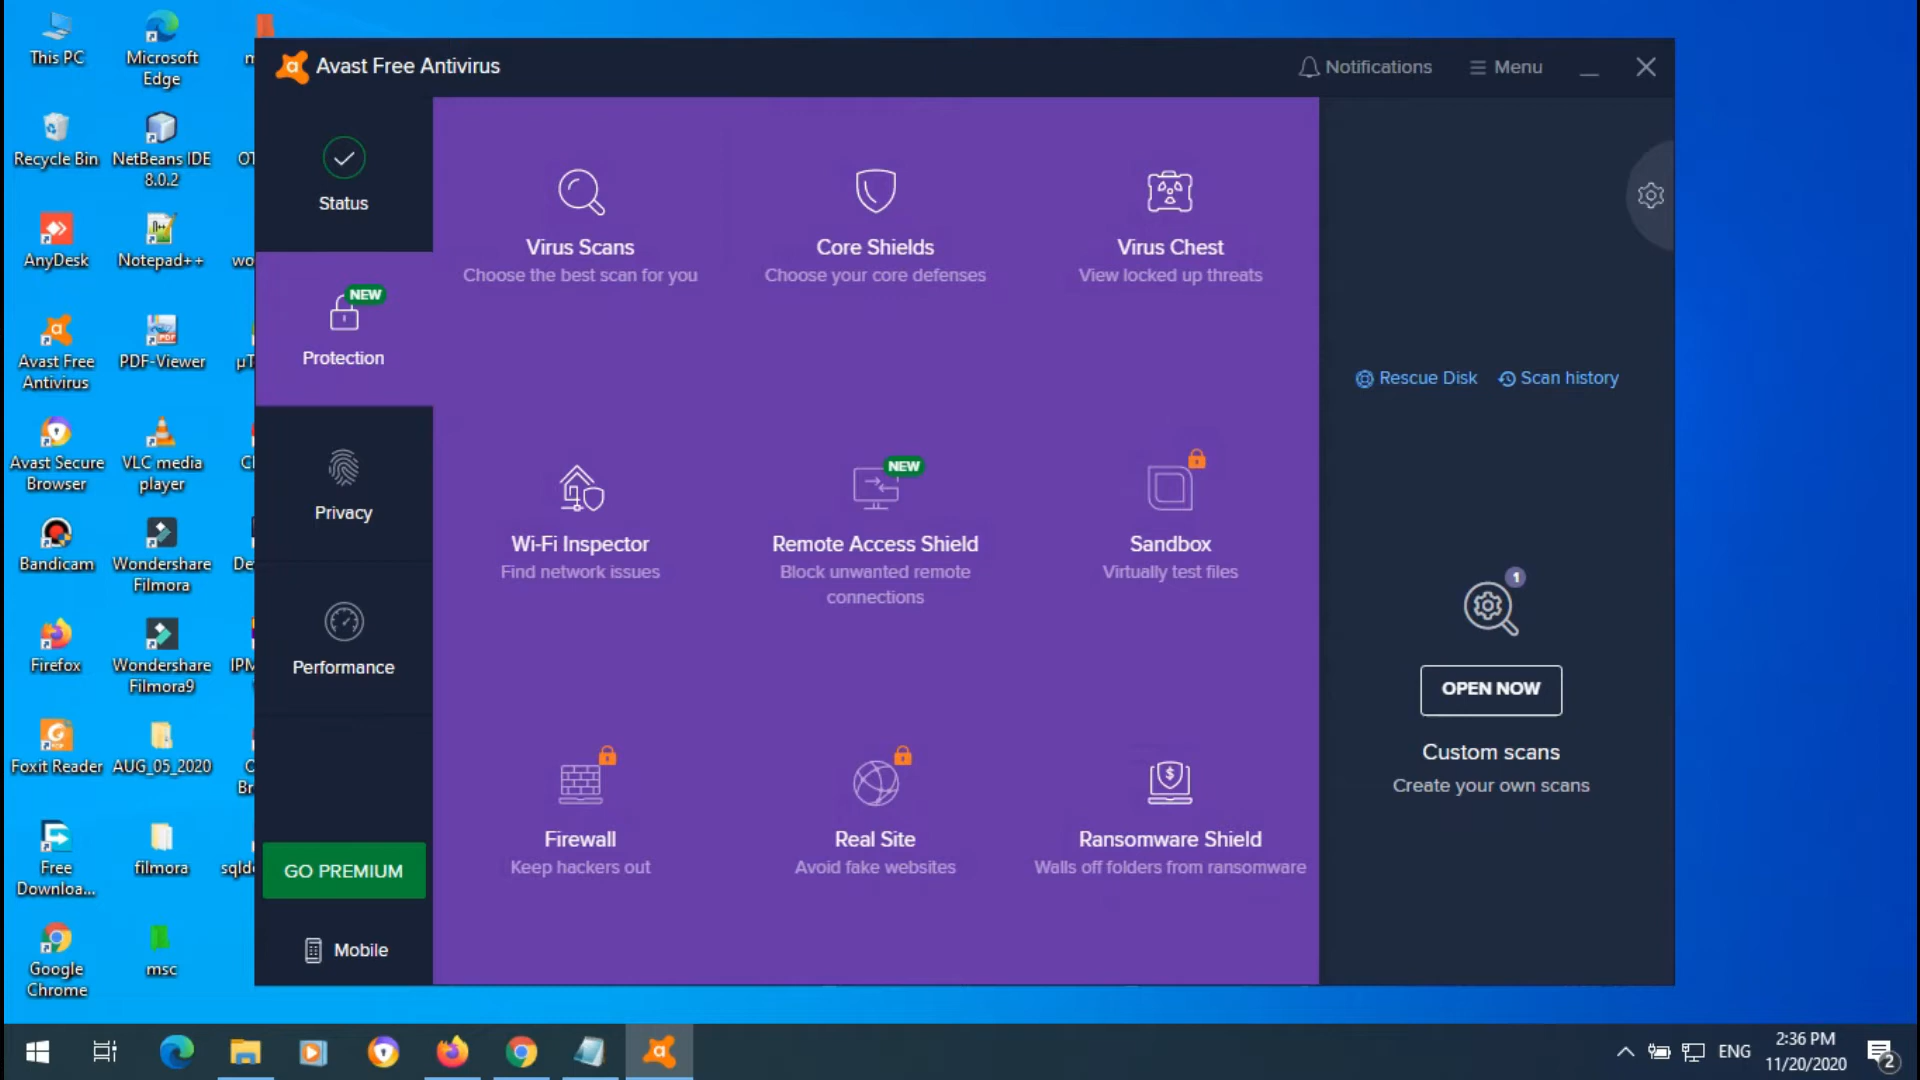 This PC
Microsoft
Edge
Recycle Bin
NetBeans IDE
8.0.2
AnyDesk
Notepad++
Avast Free
Antivirus
PDF-Viewer
Avast Secure
Browser
VLC media
player
Bandicam
Wondershare
Filmora
Firefox
Wondershare
Filmora9
Foxit Reader
AUG_05_2020
Free
Downloa...
filmora
Google
Chrome
msc
Avast Free Antivirus
Notifications
Menu
Status
NEW
Protection
Privacy
Performance
GO PREMIUM
Mobile
Virus Scans
Choose the best scan for you
Core Shields
Choose your core defenses
Virus Chest
View locked up threats
Wi-Fi Inspector
Find network issues
NEW
Remote Access Shield
Block unwanted remote
connections
Sandbox
Virtually test files
Firewall
Keep hackers out
Real Site
Avoid fake websites
Ransomware Shield
Walls off folders from ransomware
Rescue Disk
Scan history
1
OPEN NOW
Custom scans
Create your own scans
ENG
2:36 PM
11/20/2020
2